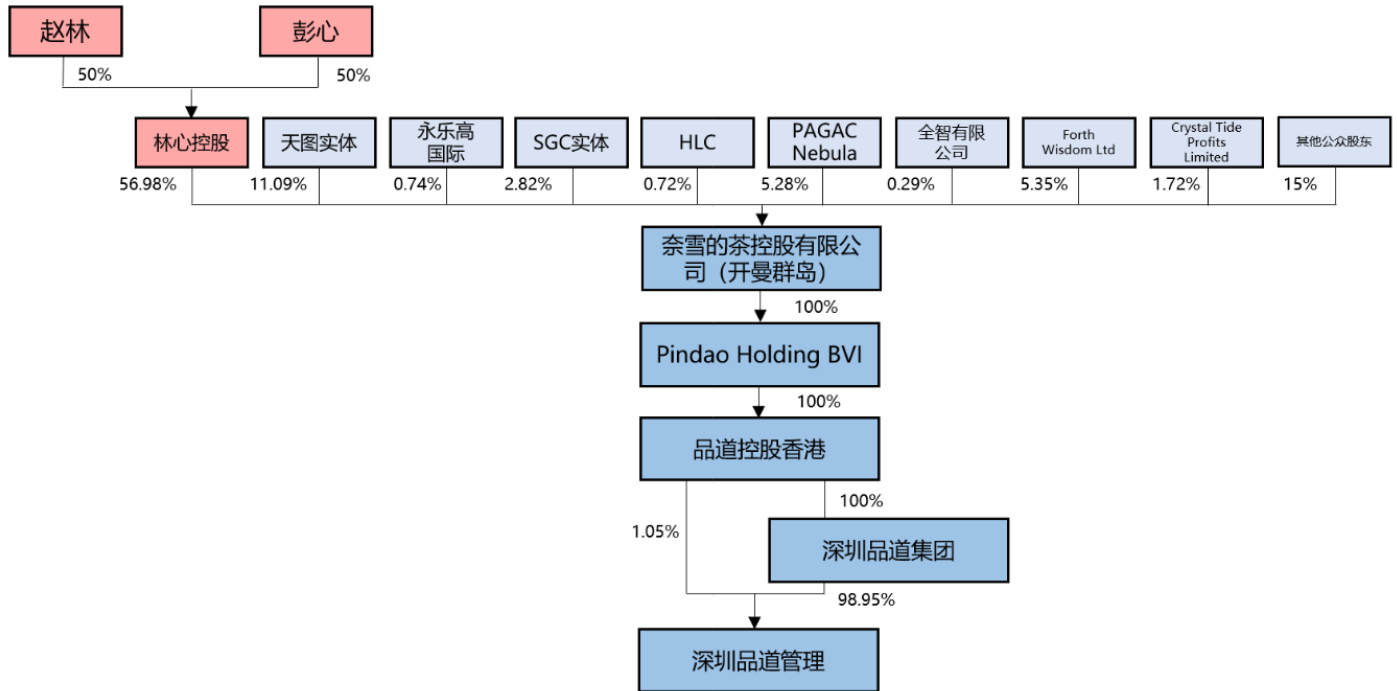 赵林
彭心
50%
50%
林心控股
天图实体
永乐高
国际
SGC实体
HLC
PAGAC
Nebula
全智有限
公司
Forth
Wisdom Ltd
Crystal Tide
Profits
Limited
其他公众股东
56.98%
11.09%
0.74%
2.82%
0.72%
5.28%
0.29%
5.35%
1.72%
15%
奈雪的茶控股有限公
司（开曼群岛）
100%
Pindao Holding BVI
100%
品道控股香港
100%
1.05%
深圳品道集团
98.95%
深圳品道管理